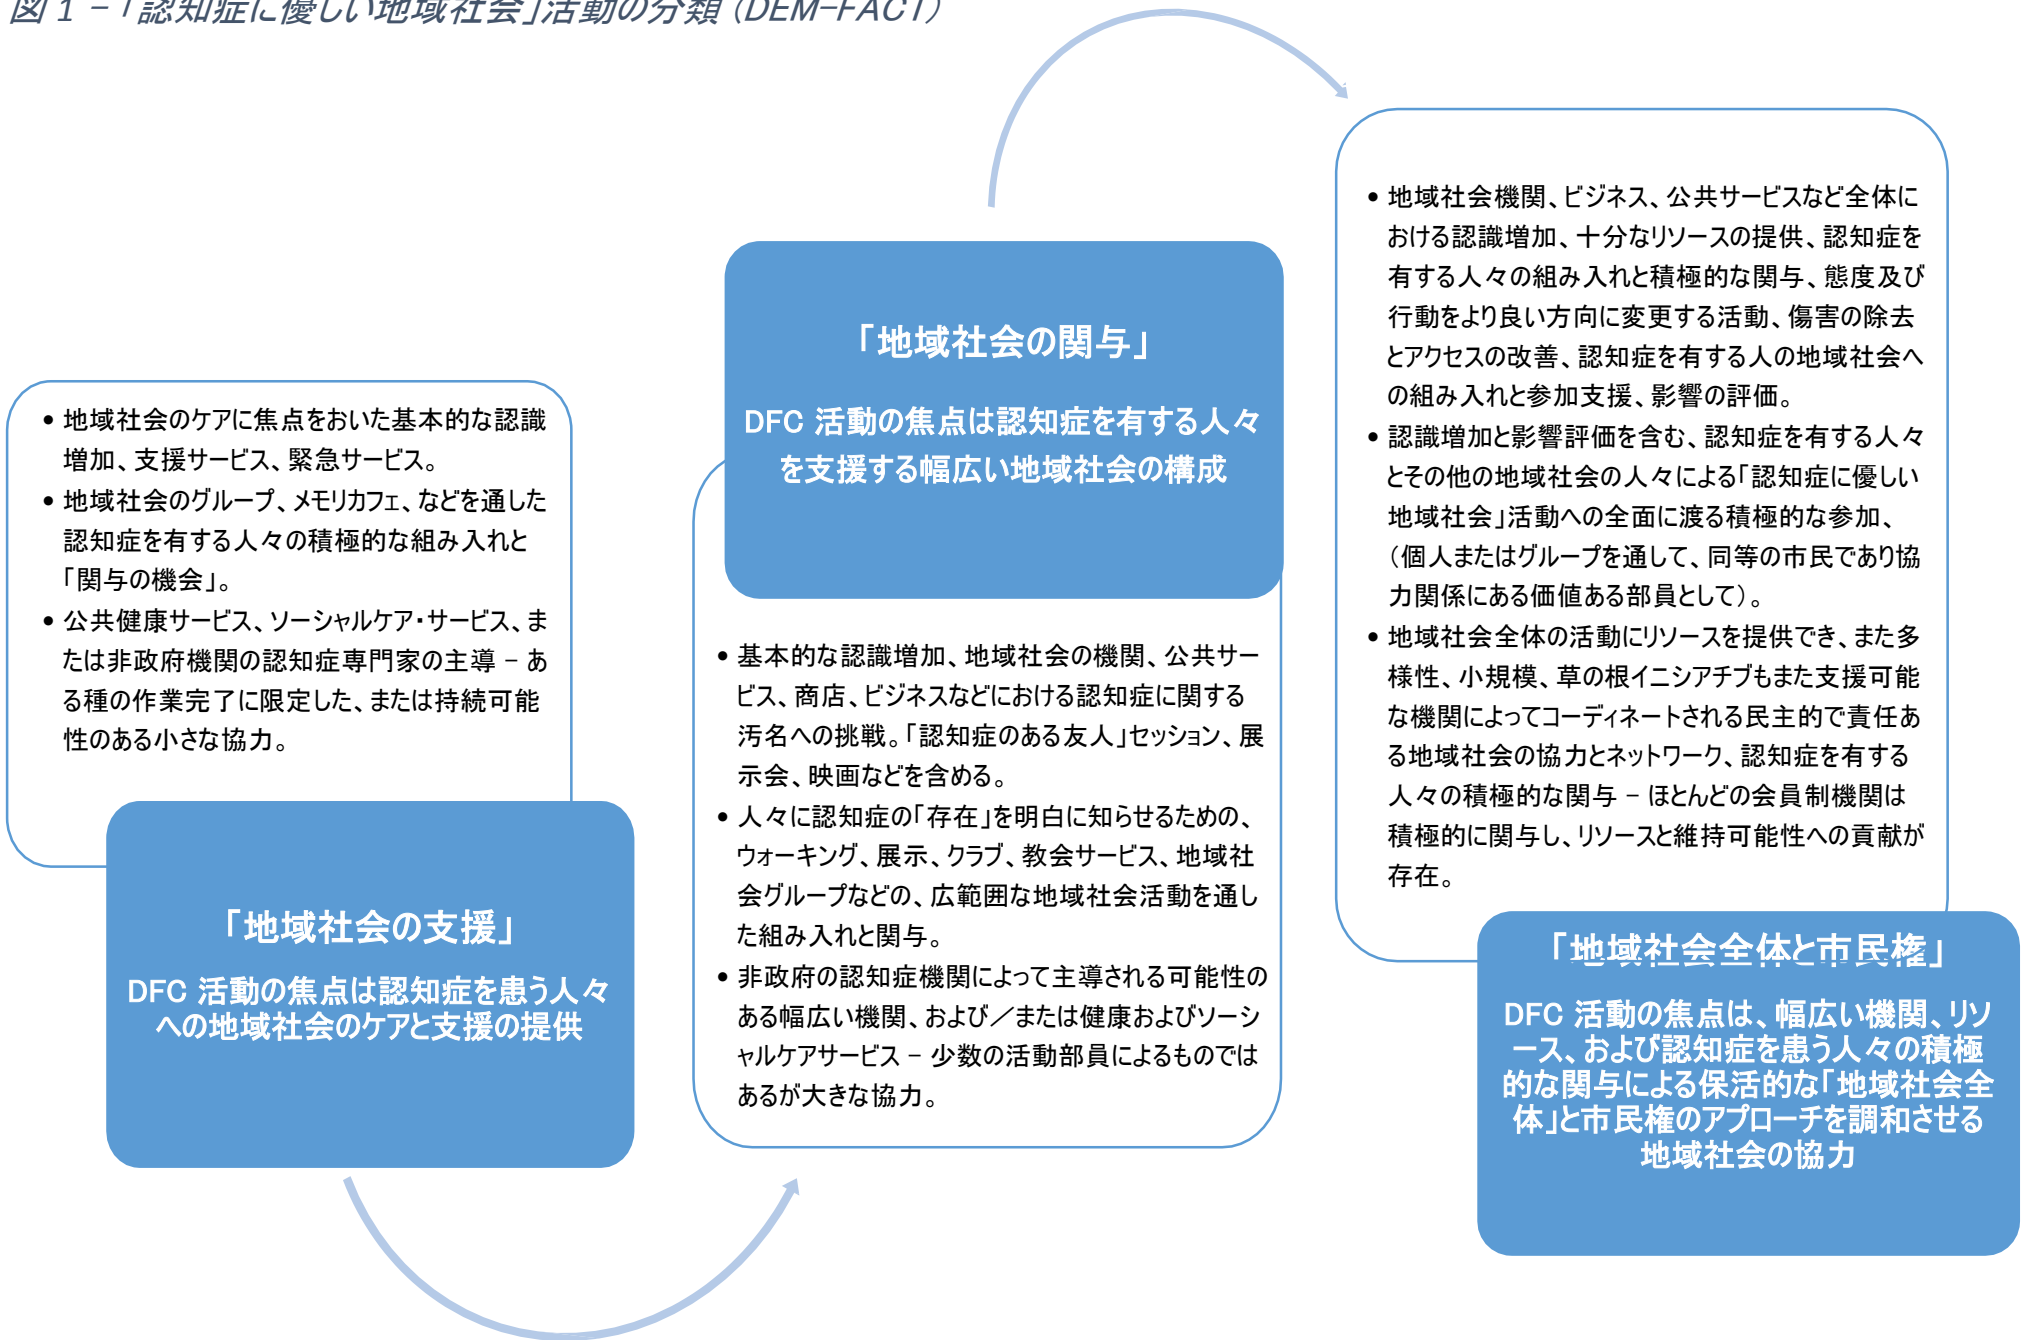 図 1 –「認知症に優しい地域社会」活動の分類 (DEM-FACT)
• 地域社会のケアに焦点をおいた基本的な認識
増加、支援サービス、緊急サービス。
• 地域社会のグループ、メモリカフェ、などを通した
認知症を有する人々の積極的な組み入れと
「関与の機会」。
• 公共健康サービス、ソーシャルケア・サービス、ま
たは非政府機関の認知症専門家の主導 – あ
る種の作業完了に限定した、または持続可能
性のある小さな協力。
「地域社会の支援」
DFC 活動の焦点は認知症を患う人々
への地域社会のケアと支援の提供
「地域社会の関与」
DFC 活動の焦点は認知症を有する人々
を支援する幅広い地域社会の構成
• 基本的な認識増加、地域社会の機関、公共サー
ビス、商店、ビジネスなどにおける認知症に関する
汚名への挑戦。「認知症のある友人」セッション、展
示会、映画などを含める。
• 人々に認知症の「存在」を明白に知らせるための、
ウォーキング、展示、クラブ、教会サービス、地域社
会グループなどの、広範囲な地域社会活動を通し
た組み入れと関与。
• 非政府の認知症機関によって主導される可能性の
ある幅広い機関、および／または健康およびソーシ
ャルケアサービス – 少数の活動部員によるものでは
あるが大きな協力。
• 地域社会機関、ビジネス、公共サービスなど全体に
おける認識増加、十分なリソースの提供、認知症を
有する人々の組み入れと積極的な関与、態度及び
行動をより良い方向に変更する活動、傷害の除去
とアクセスの改善、認知症を有する人の地域社会へ
の組み入れと参加支援、影響の評価。
• 認識増加と影響評価を含む、認知症を有する人々
とその他の地域社会の人々による「認知症に優しい
地域社会」活動への全面に渡る積極的な参加、
（個人またはグループを通して、同等の市民であり協
力関係にある価値ある部員として）。
• 地域社会全体の活動にリソースを提供でき、また多
様性、小規模、草の根イニシアチブもまた支援可能
な機関によってコーディネートされる民主的で責任あ
る地域社会の協力とネットワーク、認知症を有する
人々の積極的な関与 – ほとんどの会員制機関は
積極的に関与し、リソースと維持可能性への貢献が
存在。
「地域社会全体と市民権」
DFC 活動の焦点は、幅広い機関、リソ
ース、および認知症を患う人々の積極
的な関与による保活的な「地域社会全
体」と市民権のアプローチを調和させる
地域社会の協力